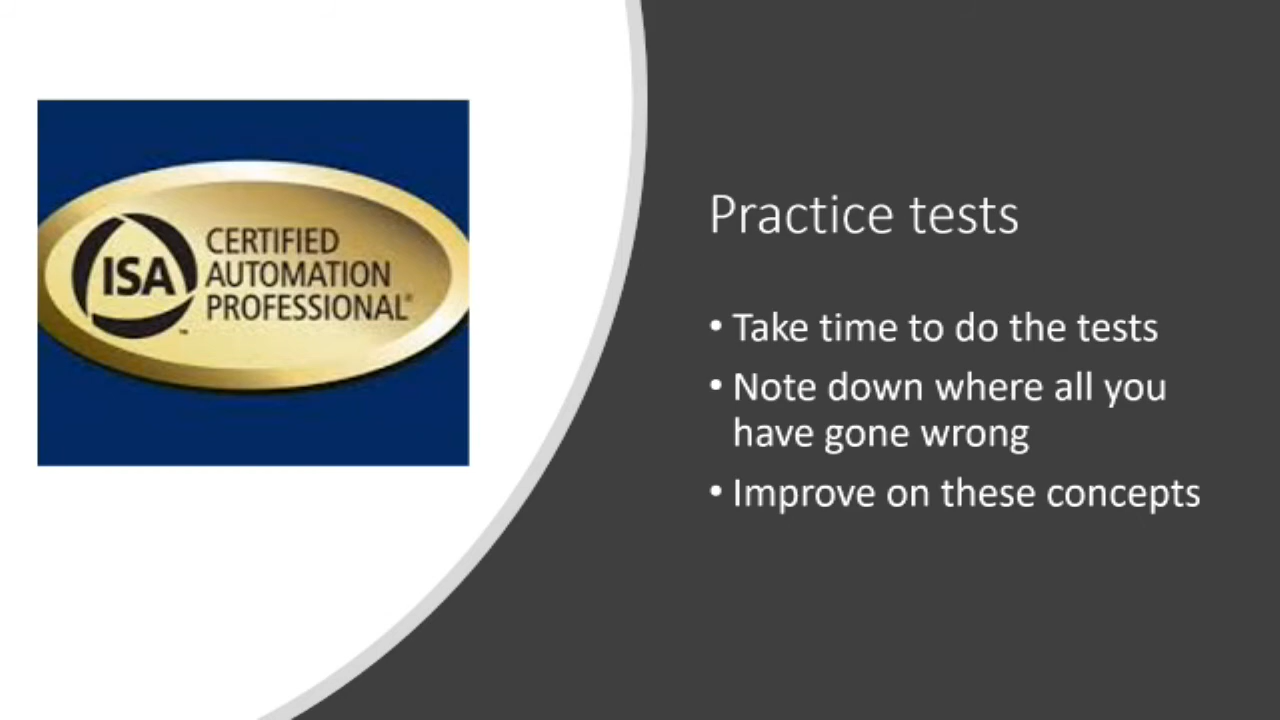 ISA
CERTIFIED
AUTOMATION
PROFESSIONAL®
™
Practice tests
• Take time to do the tests
• Note down where all you
have gone wrong
• Improve on these concepts